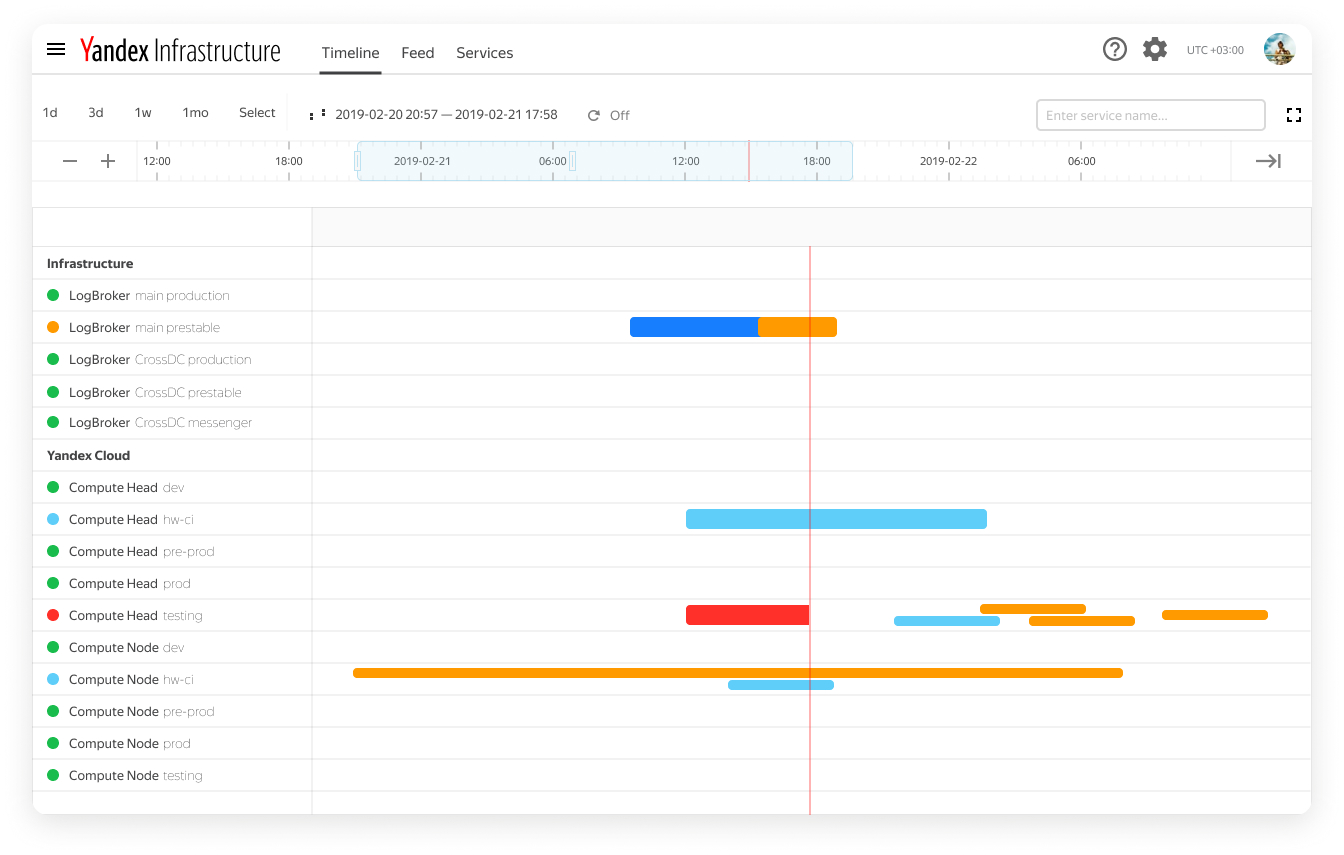 Yandex Infrastructure Timeline Feed Services UTC +03:00
1d 3d 1w 1mo Select 2019-02-20 20:57 — 2019-02-21 17:58 Off Enter service name...
12:00 18:00 2019-02-21 06:00 12:00 18:00 2019-02-22 06:00
Infrastructure
LogBroker main production
LogBroker main prestable
LogBroker CrossDC production
LogBroker CrossDC prestable
LogBroker CrossDC messenger
Yandex Cloud
Compute Head dev
Compute Head hw-ci
Compute Head pre-prod
Compute Head prod
Compute Head testing
Compute Node dev
Compute Node hw-ci
Compute Node pre-prod
Compute Node prod
Compute Node testing